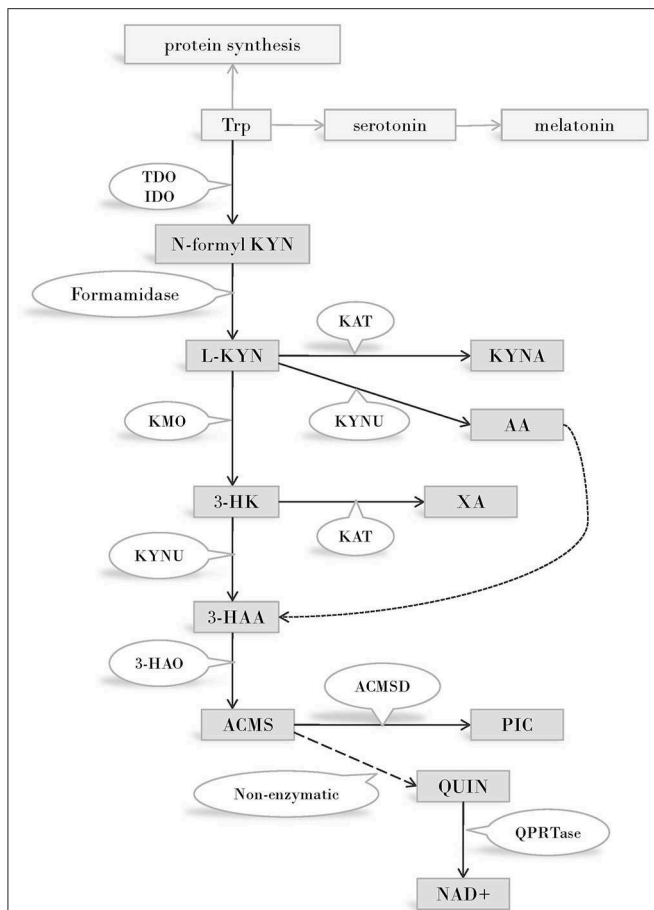 protein synthesis
Trp
serotonin
melatonin
TDO
IDO
N-formyl KYN
Formamidase
KAT
L-KYN
KYNA
KYNU
AA
KMO
3-HK
XA
KAT
KYNU
3-HAA
3-HAO
ACMSD
ACMS
PIC
Non-enzymatic
QUIN
QPRTase
NAD+